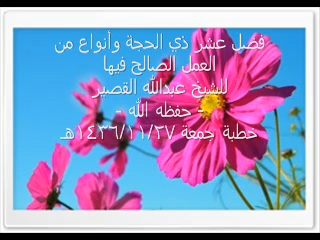 فضل عشر ذي الحجة وأنواع من
العمل الصالح فيها
للشيخ عبدالله القصير
- حفظه الله -
خطبة جمعة ١٤٣٦/١١/٢٧هـ